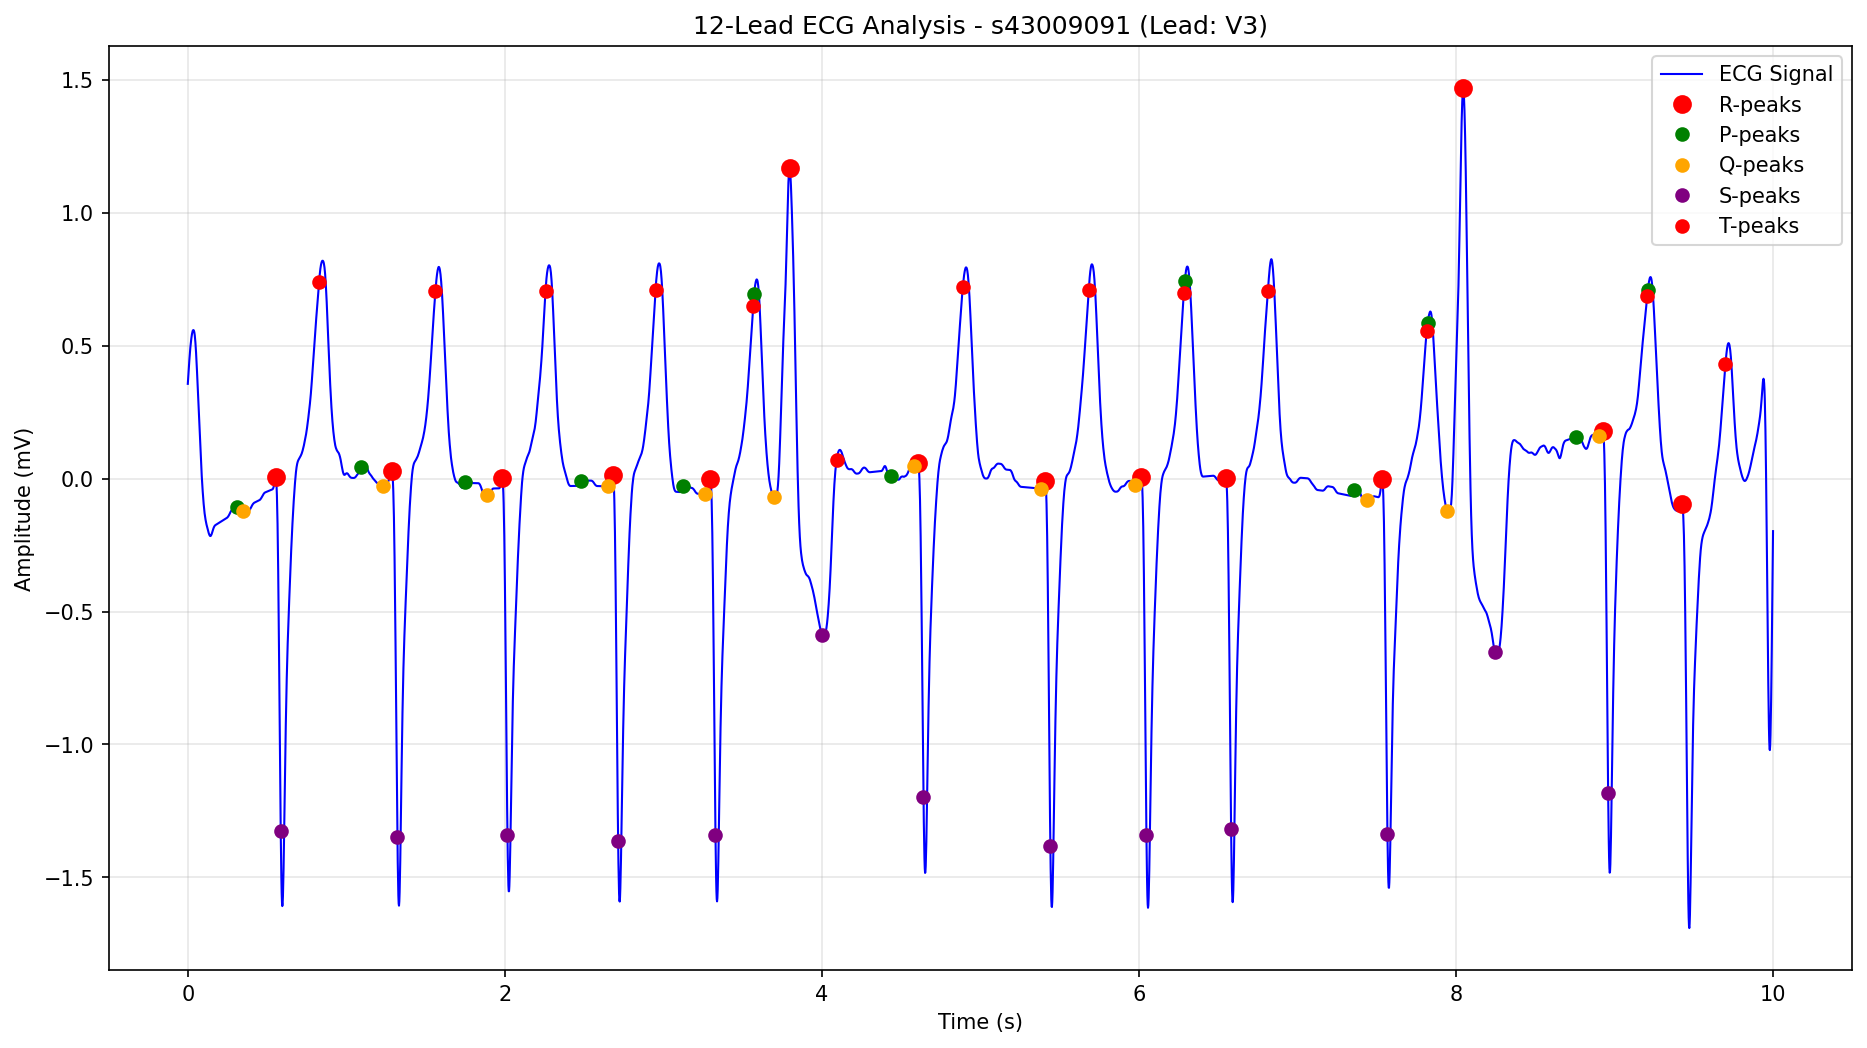 12-Lead ECG Analysis - s43009091 (Lead: V3)
ECG Signal
R-peaks
P-peaks
Q-peaks
S-peaks
T-peaks
Amplitude (mV)
1.5
1.0
0.5
0.0
−0.5
−1.0
−1.5
0 2 4 6 8 10
Time (s)